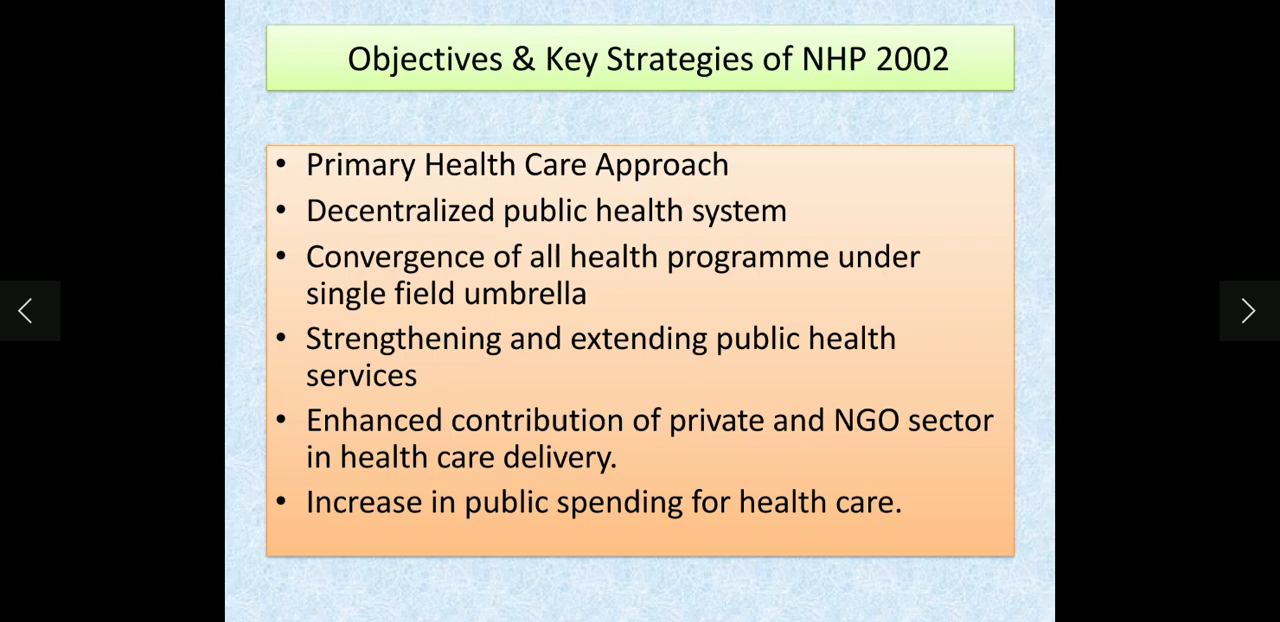 Objectives & Key Strategies of NHP 2002
• Primary Health Care Approach
• Decentralized public health system
• Convergence of all health programme under
single field umbrella
• Strengthening and extending public health
services
• Enhanced contribution of private and NGO sector
in health care delivery.
• Increase in public spending for health care.